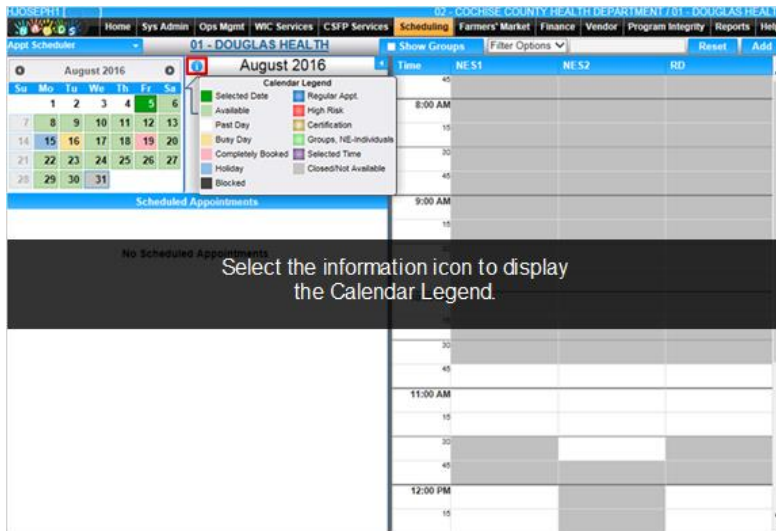 HJOSEPH1 [
02 - COCHISE COUNTY HEALTH DEPARTMENT / 01 - DOUGLAS HEAL
HANDS Home Sys Admin Ops Mgmt WIC Services CSFP Services Scheduling Farmers' Market Finance Vendor Program Integrity Reports Hel
Appt Scheduler 01 - DOUGLAS HEALTH Show Groups Filter Options Reset Add
August 2016
August 2016
Time NES1 NES2 RD
Su Mo Tu We Th Fr Sa
1 2 3 4 5 6
7 8 9 10 11 12 13
14 15 16 17 18 19 20
21 22 23 24 25 26 27
28 29 30 31
Calendar Legend
Selected Date Regular Appt.
Available High Risk
Past Day Certification
Busy Day Groups, NE-Individuals
Completely Booked Selected Time
Holiday Closed/Not Available
Blocked
Scheduled Appointments
No Scheduled Appointments
Select the information icon to display
the Calendar Legend.
45
8:00 AM
15
30
45
9:00 AM
15
30
45
11:00 AM
15
30
45
12:00 PM
15